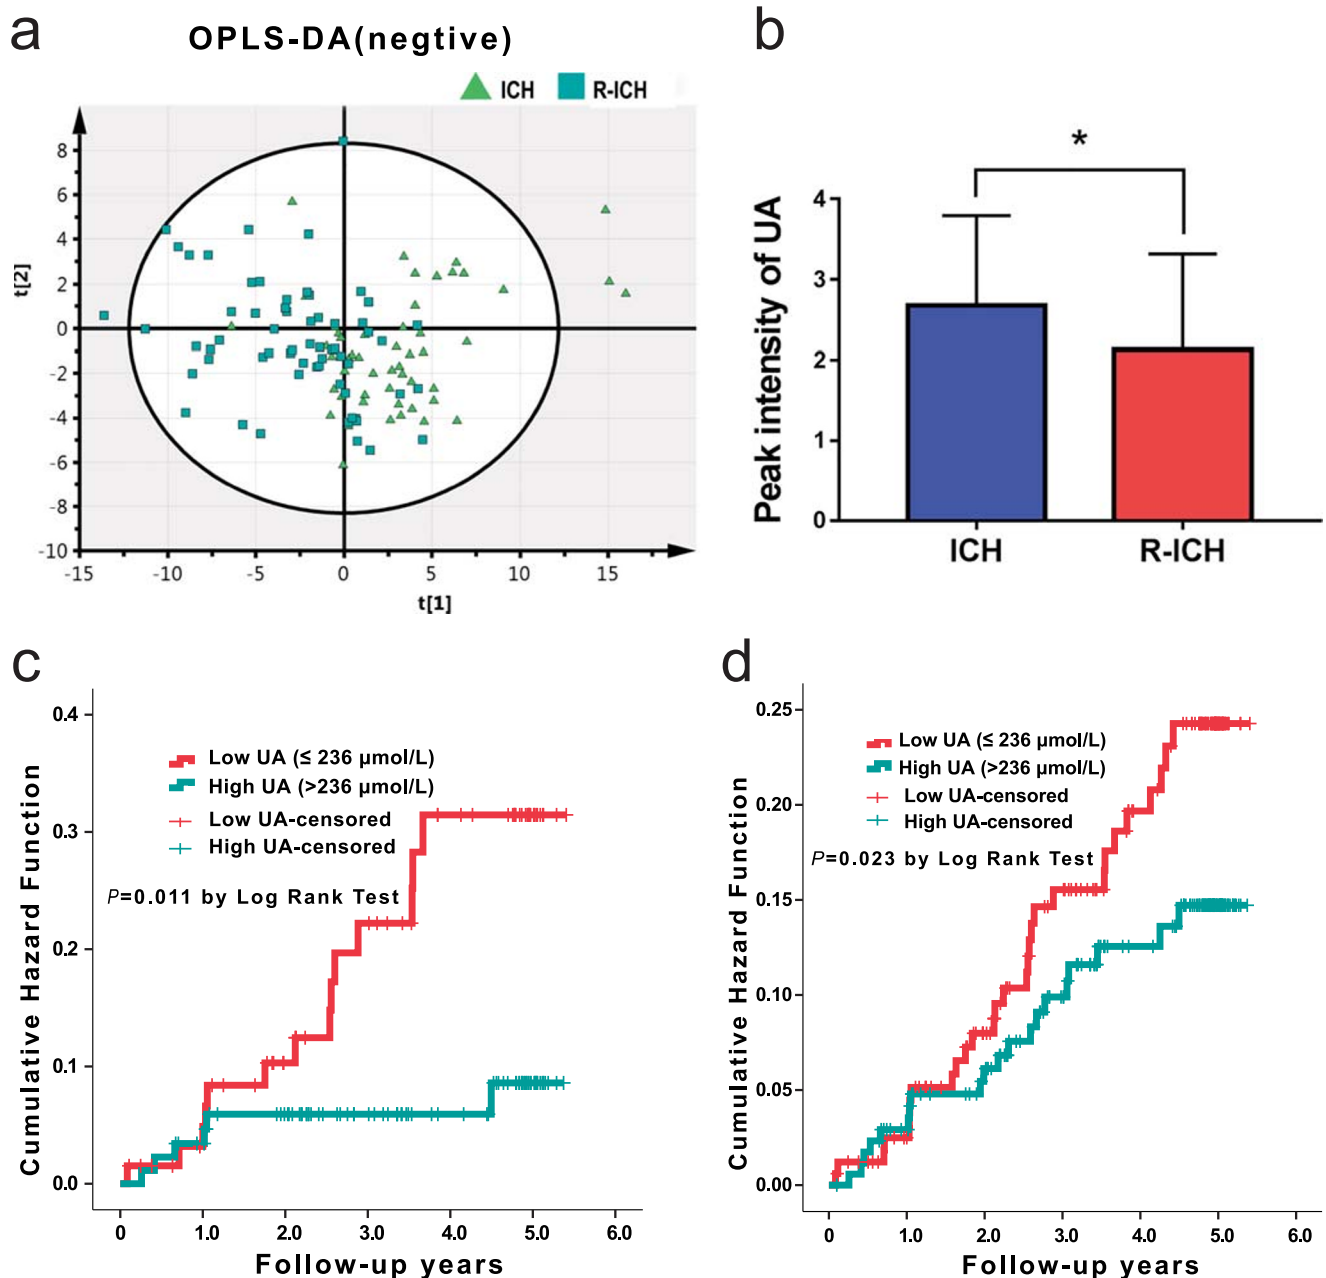 a
OPLS-DA(negtive)
ICH
R-ICH
8
6
4
2
0
-2
-4
-6
-8
-10
t[2]
-15
-10
-5
0
5
10
15
t[1]
b
*
Peak intensity of UA
4
3
2
1
0
ICH
R-ICH
c
Cumulative Hazard Function
0.4
0.3
0.2
0.1
0.0
Low UA (≤ 236 μmol/L)
High UA (>236 μmol/L)
Low UA-censored
High UA-censored
P=0.011 by Log Rank Test
0
1.0
2.0
3.0
4.0
5.0
6.0
Follow-up years
d
Cumulative Hazard Function
0.25
0.20
0.15
0.10
0.05
0.00
Low UA (≤ 236 μmol/L)
High UA (>236 μmol/L)
Low UA-censored
High UA-censored
P=0.023 by Log Rank Test
0
1.0
2.0
3.0
4.0
5.0
6.0
Follow-up years